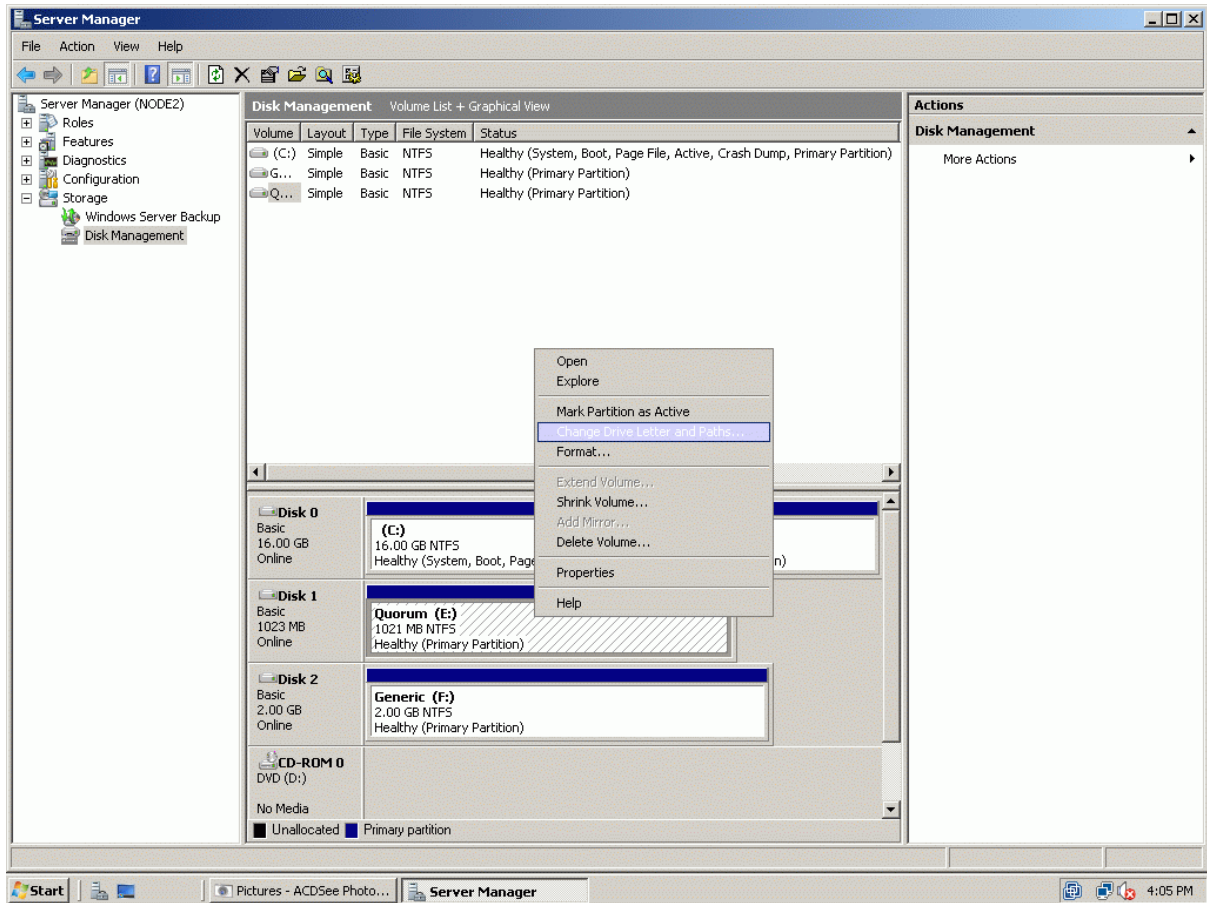 Server Manager
File Action View Help
Server Manager (NODE2)
Roles
Features
Diagnostics
Configuration
Storage
Windows Server Backup
Disk Management
Disk Management Volume List + Graphical View
Volume Layout Type File System Status
(C:) Simple Basic NTFS Healthy (System, Boot, Page File, Active, Crash Dump, Primary Partition)
G... Simple Basic NTFS Healthy (Primary Partition)
Q... Simple Basic NTFS Healthy (Primary Partition)
Open
Explore
Mark Partition as Active
Change Drive Letter and Paths...
Format...
Extend Volume...
Shrink Volume...
Add Mirror...
Delete Volume...
Properties
Help
Disk 0
Basic
16.00 GB
Online
(C:)
16.00 GB NTFS
Healthy (System, Boot, Page
n)
Disk 1
Basic
1023 MB
Online
Quorum (E:)
1021 MB NTFS
Healthy (Primary Partition)
Disk 2
Basic
2.00 GB
Online
Generic (F:)
2.00 GB NTFS
Healthy (Primary Partition)
CD-ROM 0
DVD (D:)
No Media
Unallocated Primary partition
Actions
Disk Management
More Actions
Start
Pictures - ACDSee Photo...
Server Manager
4:05 PM